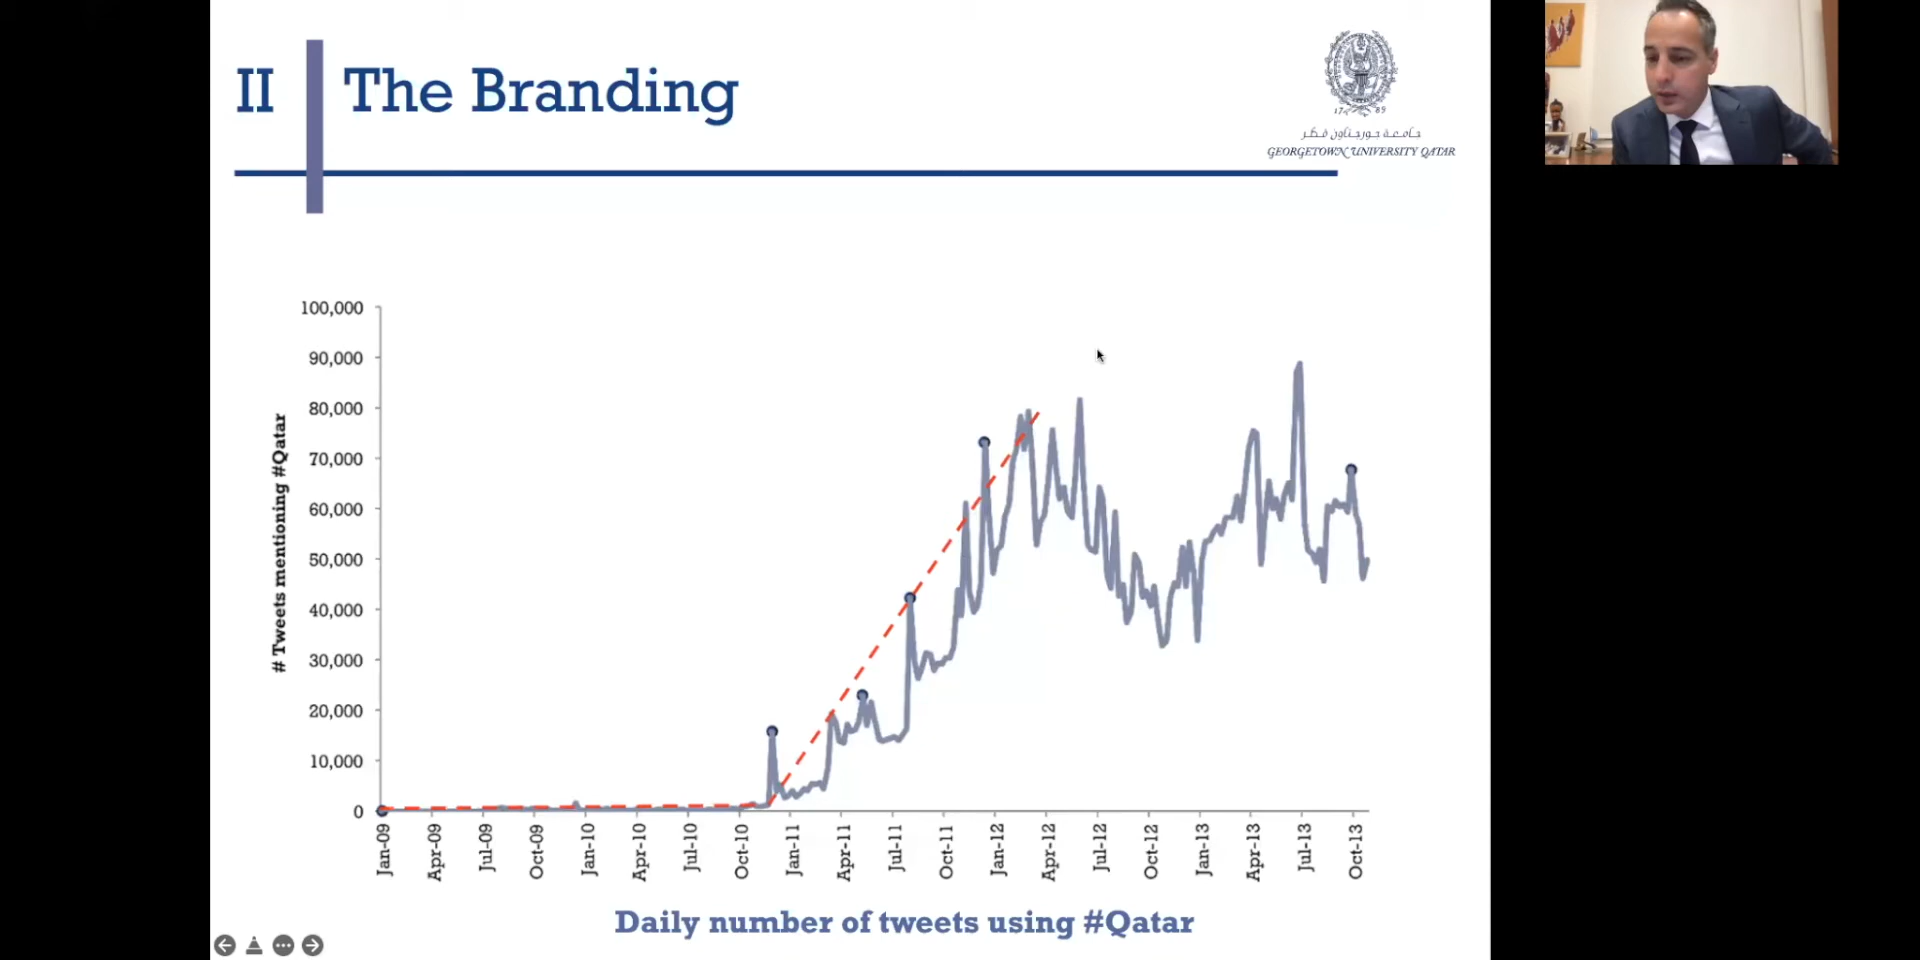 II The Branding
17 89
جامعة جورجتاون قطر
GEORGETOWN UNIVERSITY QATAR
# Tweets mentioning #Qatar
100,000
90,000
80,000
70,000
60,000
50,000
40,000
30,000
20,000
10,000
0
Jan-09 Apr-09 Jul-09 Oct-09 Jan-10 Apr-10 Jul-10 Oct-10 Jan-11 Apr-11 Jul-11 Oct-11 Jan-12 Apr-12 Jul-12 Oct-12 Jan-13 Apr-13 Jul-13 Oct-13
Daily number of tweets using #Qatar